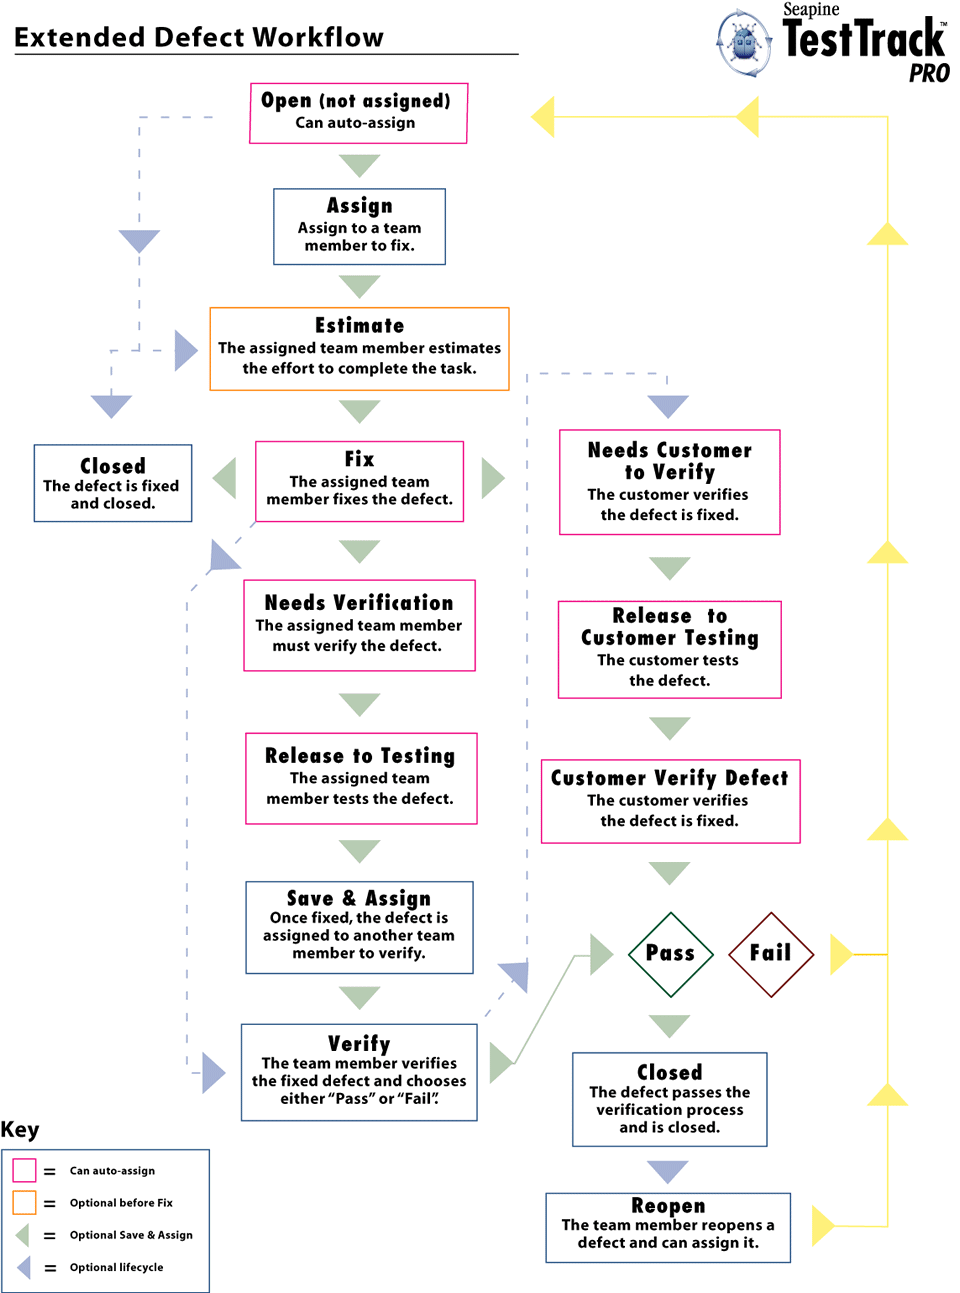 Extended Defect Workflow
Seapine
TestTrack™
PRO
Open (not assigned)
Can auto-assign
Assign
Assign to a team
member to fix.
Estimate
The assigned team member estimates
the effort to complete the task.
Closed
The defect is fixed
and closed.
Fix
The assigned team
member fixes the defect.
Needs Customer
to Verify
The customer verifies
the defect is fixed.
Needs Verification
The assigned team member
must verify the defect.
Release to
Customer Testing
The customer tests
the defect.
Release to Testing
The assigned team
member tests the defect.
Customer Verify Defect
The customer verifies
the defect is fixed.
Save & Assign
Once fixed, the defect is
assigned to another team
member to verify.
Pass
Fail
Verify
The team member verifies
the fixed defect and chooses
either “Pass” or “Fail”.
Closed
The defect passes the
verification process
and is closed.
Reopen
The team member reopens a
defect and can assign it.
Key
= Can auto-assign
= Optional before Fix
= Optional Save & Assign
= Optional lifecycle